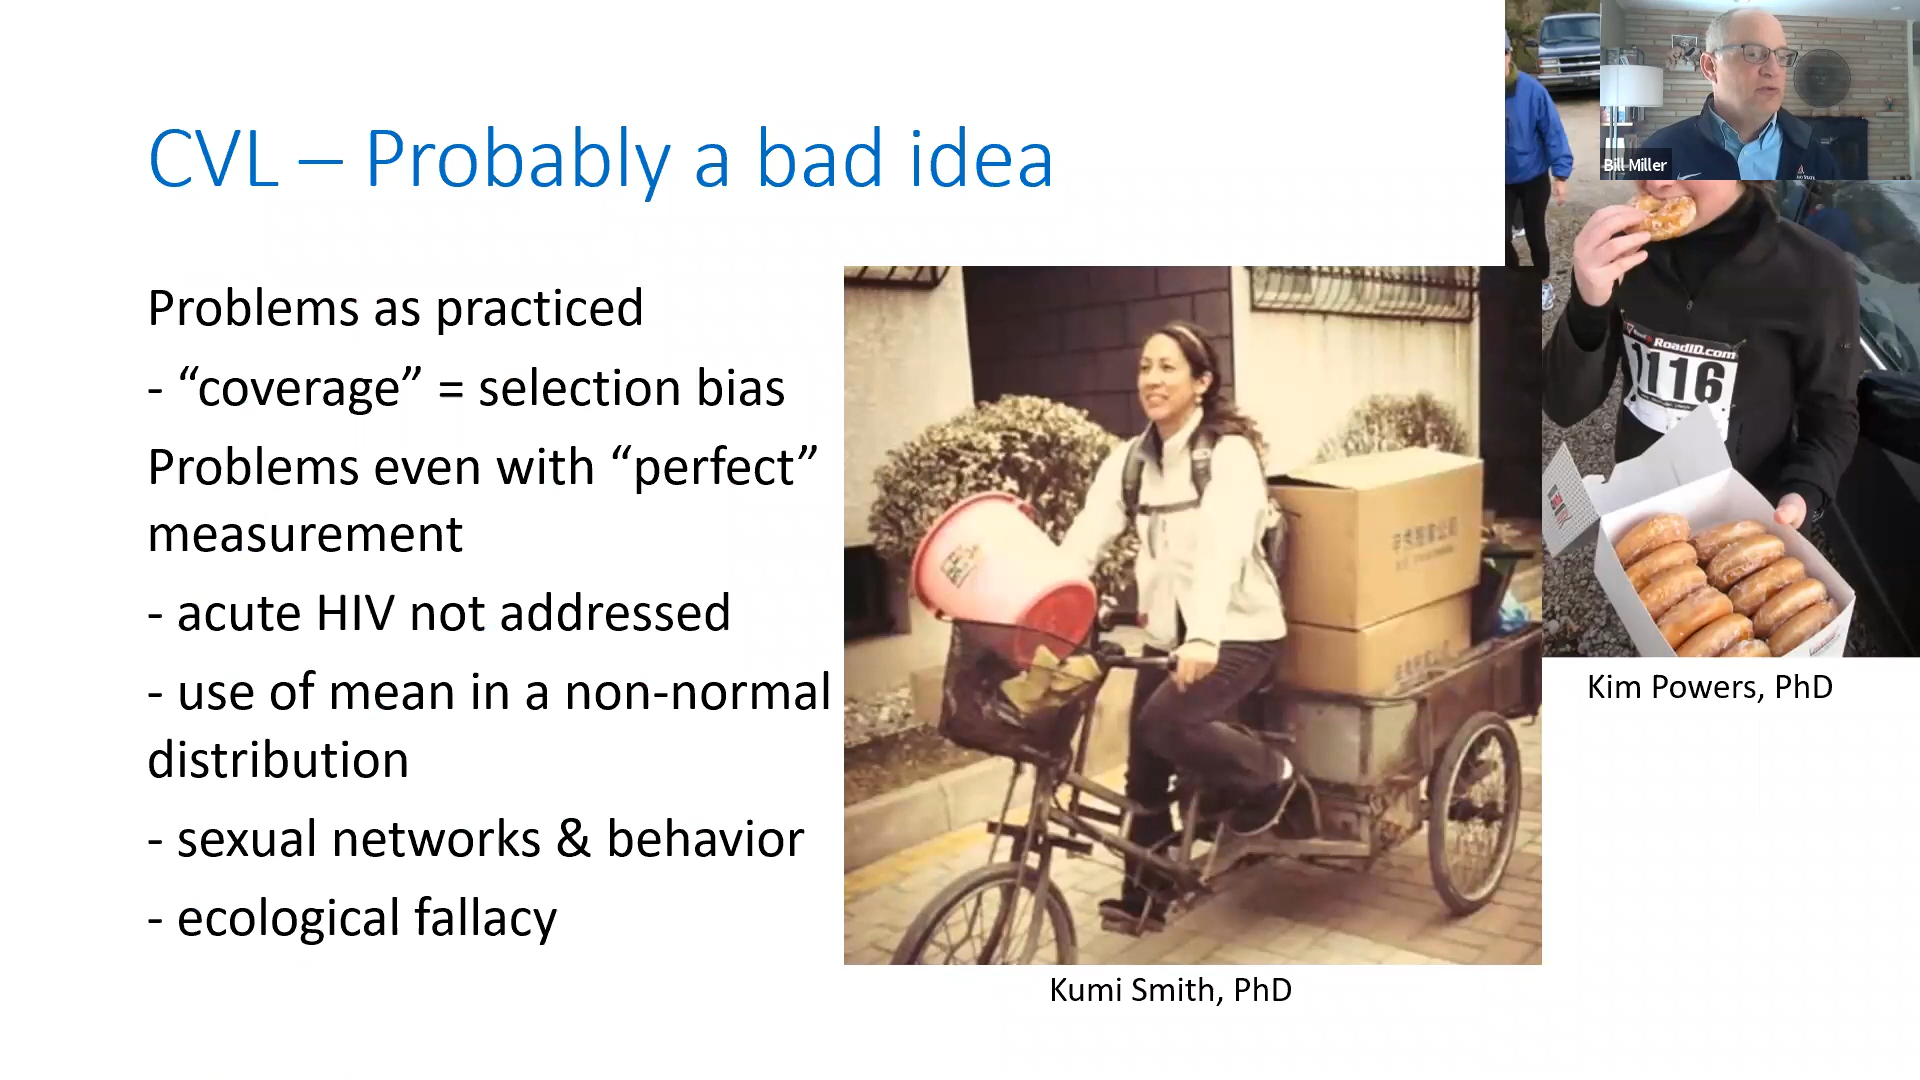 CVL – Probably a bad idea
Bill Miller
Problems as practiced
- “coverage” = selection bias
Problems even with “perfect”
measurement
- acute HIV not addressed
- use of mean in a non-normal
distribution
- sexual networks & behavior
- ecological fallacy
RoadID.com
1116
Kim Powers, PhD
Kumi Smith, PhD